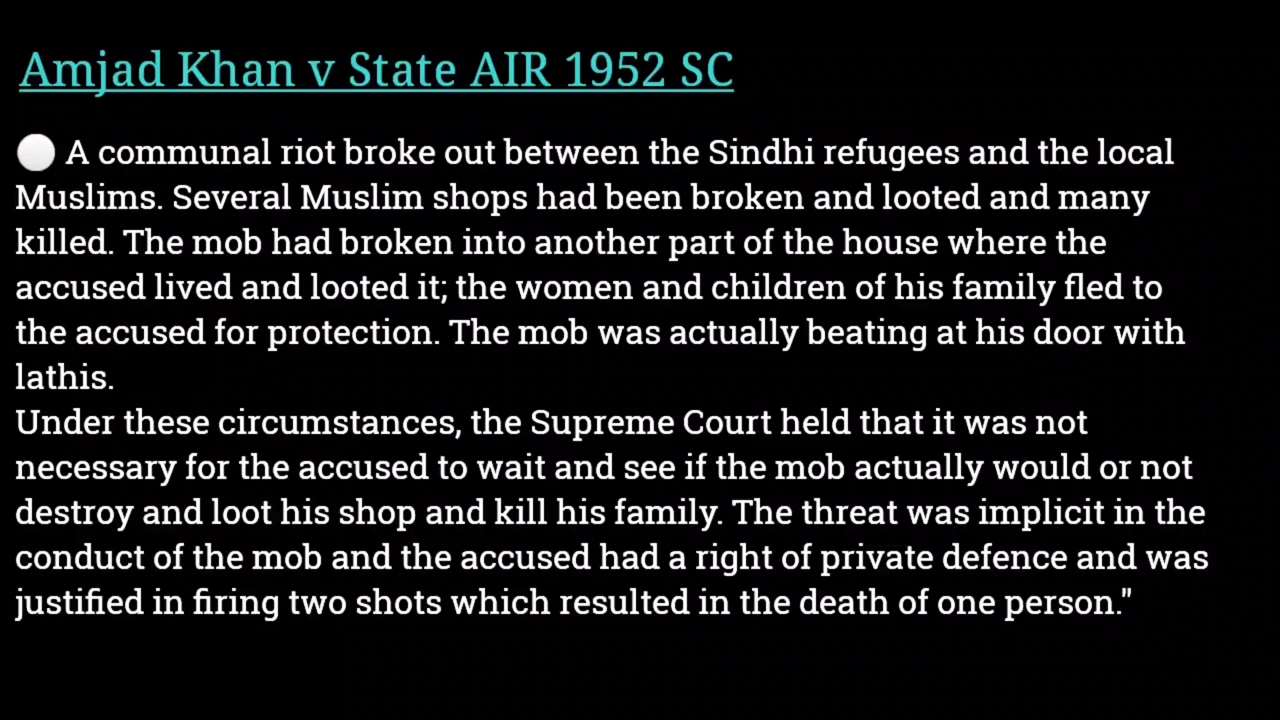 Amjad Khan v State AIR 1952 SC
⚪ A communal riot broke out between the Sindhi refugees and the local
Muslims. Several Muslim shops had been broken and looted and many
killed. The mob had broken into another part of the house where the
accused lived and looted it; the women and children of his family fled to
the accused for protection. The mob was actually beating at his door with
lathis.
Under these circumstances, the Supreme Court held that it was not
necessary for the accused to wait and see if the mob actually would or not
destroy and loot his shop and kill his family. The threat was implicit in the
conduct of the mob and the accused had a right of private defence and was
justified in firing two shots which resulted in the death of one person."